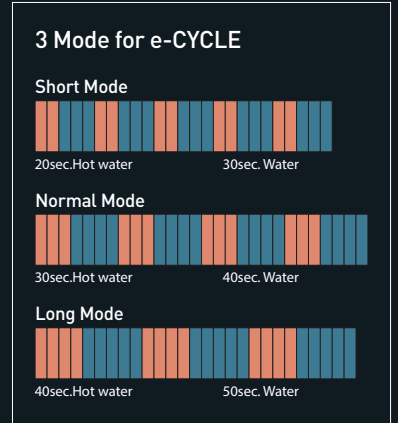 3 Mode for e-CYCLE
Short Mode
20sec.Hot water 30sec. Water
Normal Mode
30sec.Hot water 40sec. Water
Long Mode
40sec.Hot water 50sec. Water